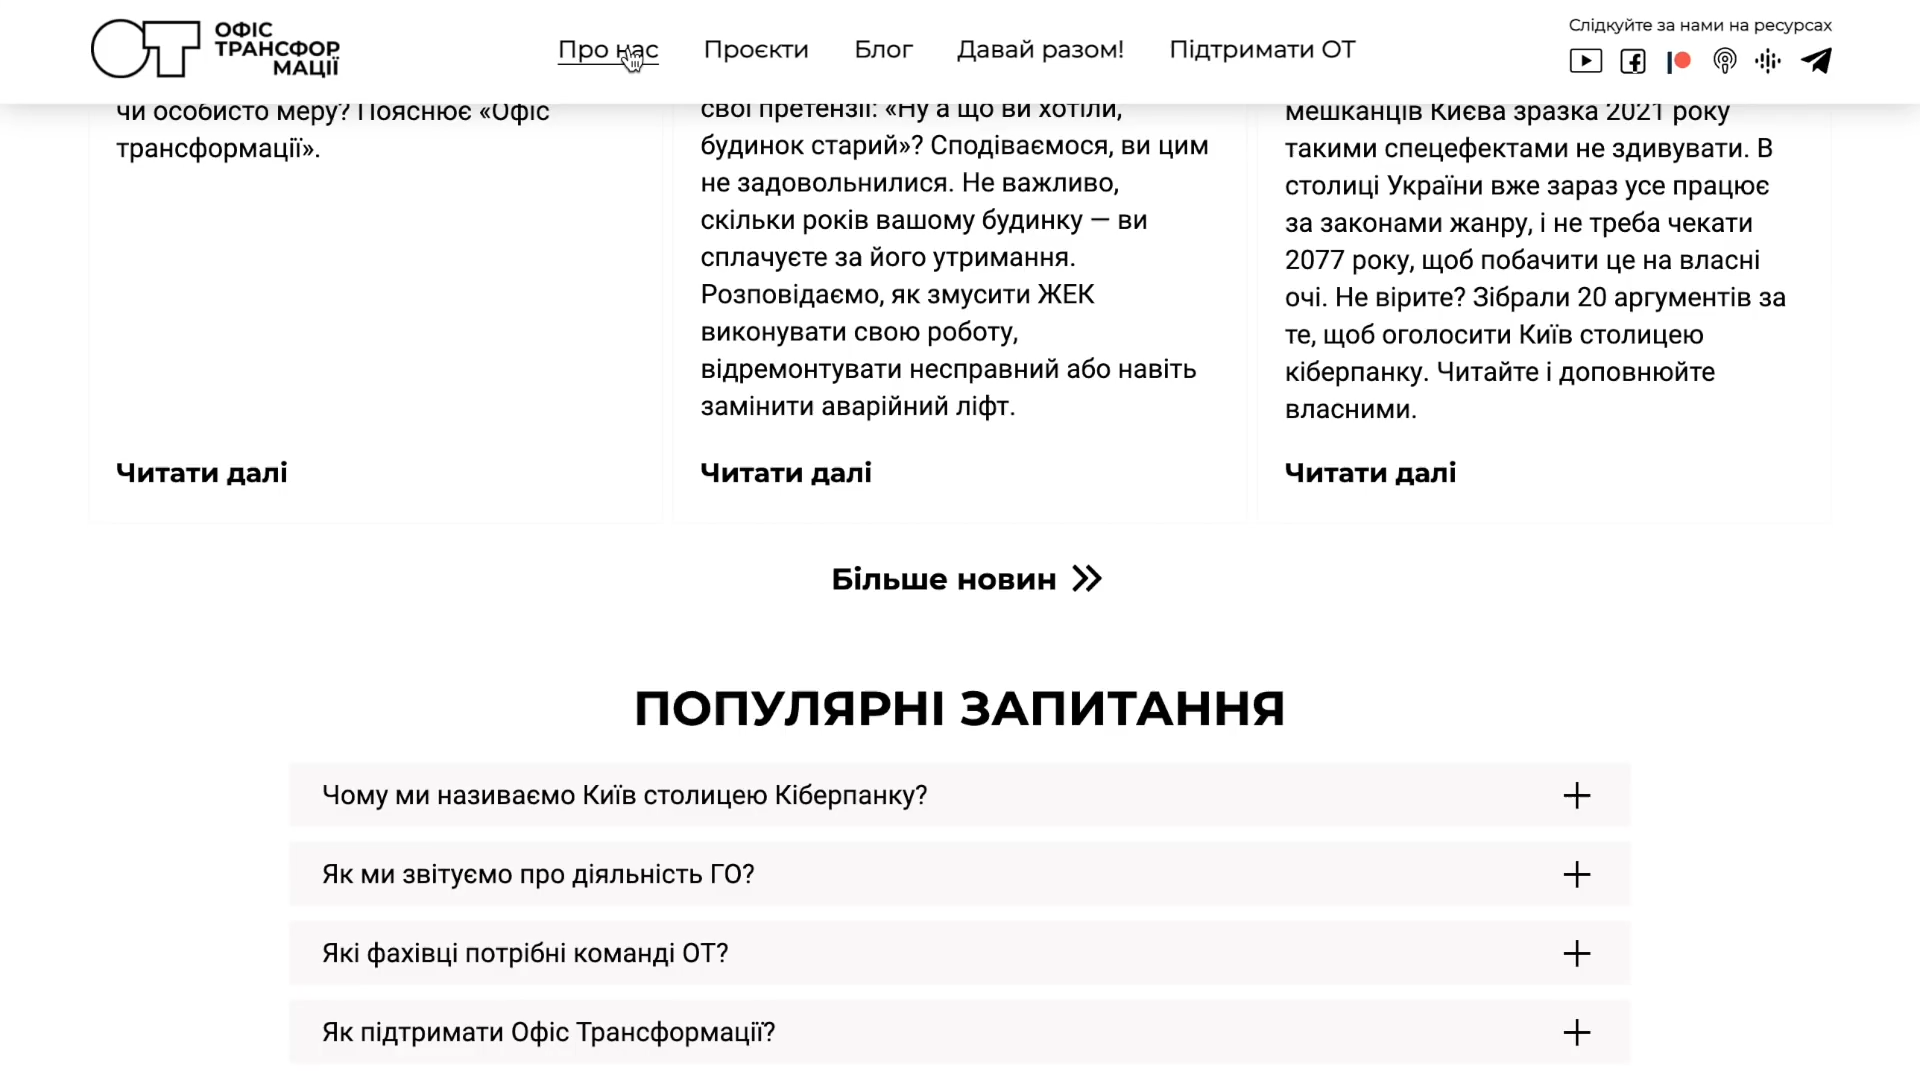 ОФІС
ТРАНСФОР
МАЦІЇ
Про нас
Проєкти
Блог
Давай разом!
Підтримати ОТ
Слідкуйте за нами на ресурсах
чи особисто меру? Пояснює «Офіс
трансформації».
Читати далі
свої претензії: «Ну а що ви хотіли,
будинок старий»? Сподіваємося, ви цим
не задовольнилися. Не важливо,
скільки років вашому будинку — ви
сплачуєте за його утримання.
Розповідаємо, як змусити ЖЕК
виконувати свою роботу,
відремонтувати несправний або навіть
замінити аварійний ліфт.
Читати далі
мешканців Києва зразка 2021 року
такими спецефектами не здивувати. В
столиці України вже зараз усе працює
за законами жанру, і не треба чекати
2077 року, щоб побачити це на власні
очі. Не вірите? Зібрали 20 аргументів за
те, щоб оголосити Київ столицею
кіберпанку. Читайте і доповнюйте
власними.
Читати далі
Більше новин
ПОПУЛЯРНІ ЗАПИТАННЯ
Чому ми називаємо Київ столицею Кіберпанку?
Як ми звітуємо про діяльність ГО?
Які фахівці потрібні команді ОТ?
Як підтримати Офіс Трансформації?